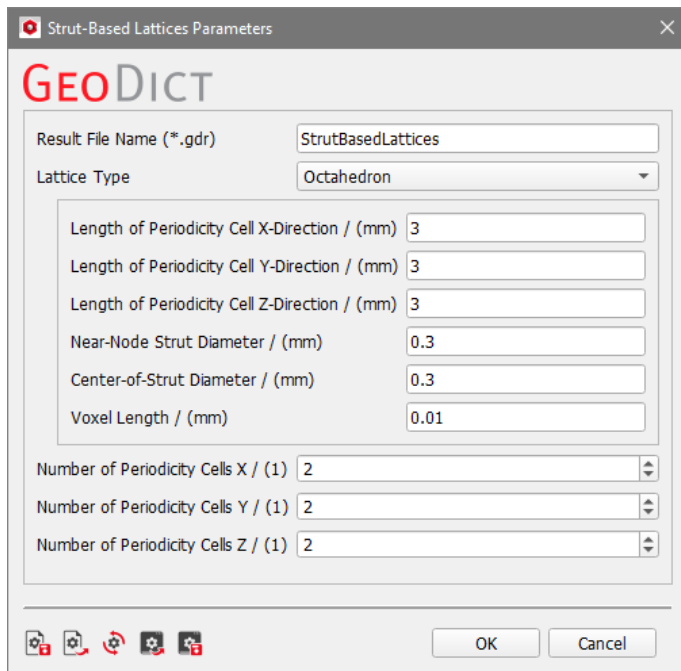 Strut-Based Lattices Parameters
GEODICT
Result File Name (*.gdr) StrutBasedLattices
Lattice Type Octahedron
Length of Periodicity Cell X-Direction / (mm) 3
Length of Periodicity Cell Y-Direction / (mm) 3
Length of Periodicity Cell Z-Direction / (mm) 3
Near-Node Strut Diameter / (mm) 0.3
Center-of-Strut Diameter / (mm) 0.3
Voxel Length / (mm) 0.01
Number of Periodicity Cells X / (1) 2
Number of Periodicity Cells Y / (1) 2
Number of Periodicity Cells Z / (1) 2
OK Cancel